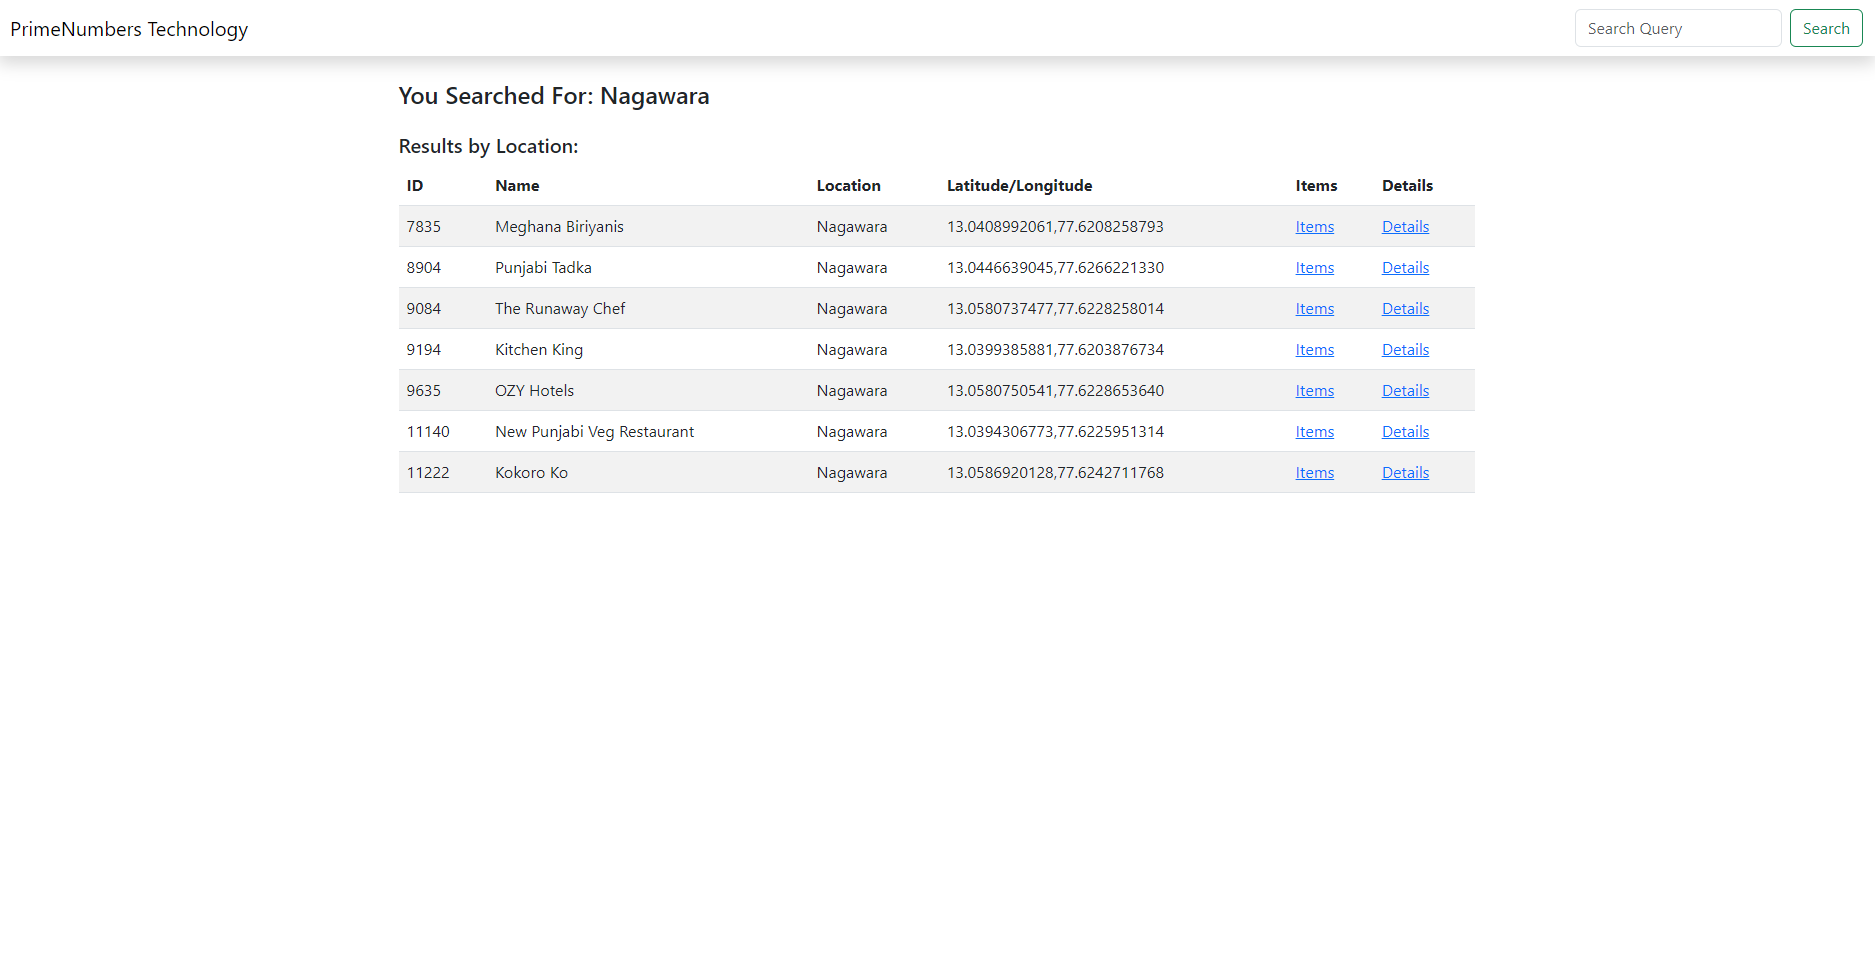 PrimeNumbers Technology Search Query Search
You Searched For: Nagawara
Results by Location:
ID Name Location Latitude/Longitude Items Details
7835 Meghana Biriyanis Nagawara 13.0408992061,77.6208258793 Items Details
8904 Punjabi Tadka Nagawara 13.0446639045,77.6266221330 Items Details
9084 The Runaway Chef Nagawara 13.0580737477,77.6228258014 Items Details
9194 Kitchen King Nagawara 13.0399385881,77.6203876734 Items Details
9635 OZY Hotels Nagawara 13.0580750541,77.6228653640 Items Details
11140 New Punjabi Veg Restaurant Nagawara 13.0394306773,77.6225951314 Items Details
11222 Kokoro Ko Nagawara 13.0586920128,77.6242711768 Items Details